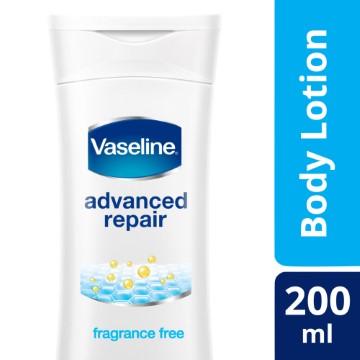 Vaseline
advanced
repair
fragrance free
Body Lotion
200
ml